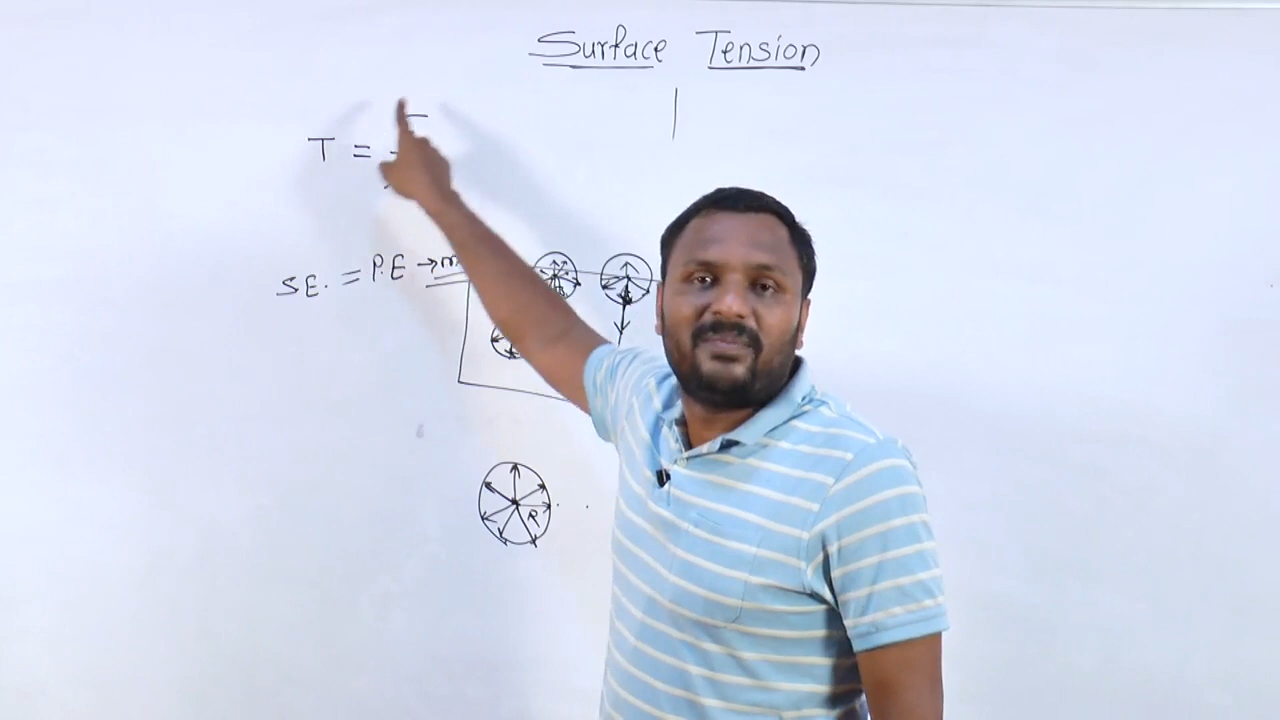 Surface Tension
T =
S.E. = P.E →
R